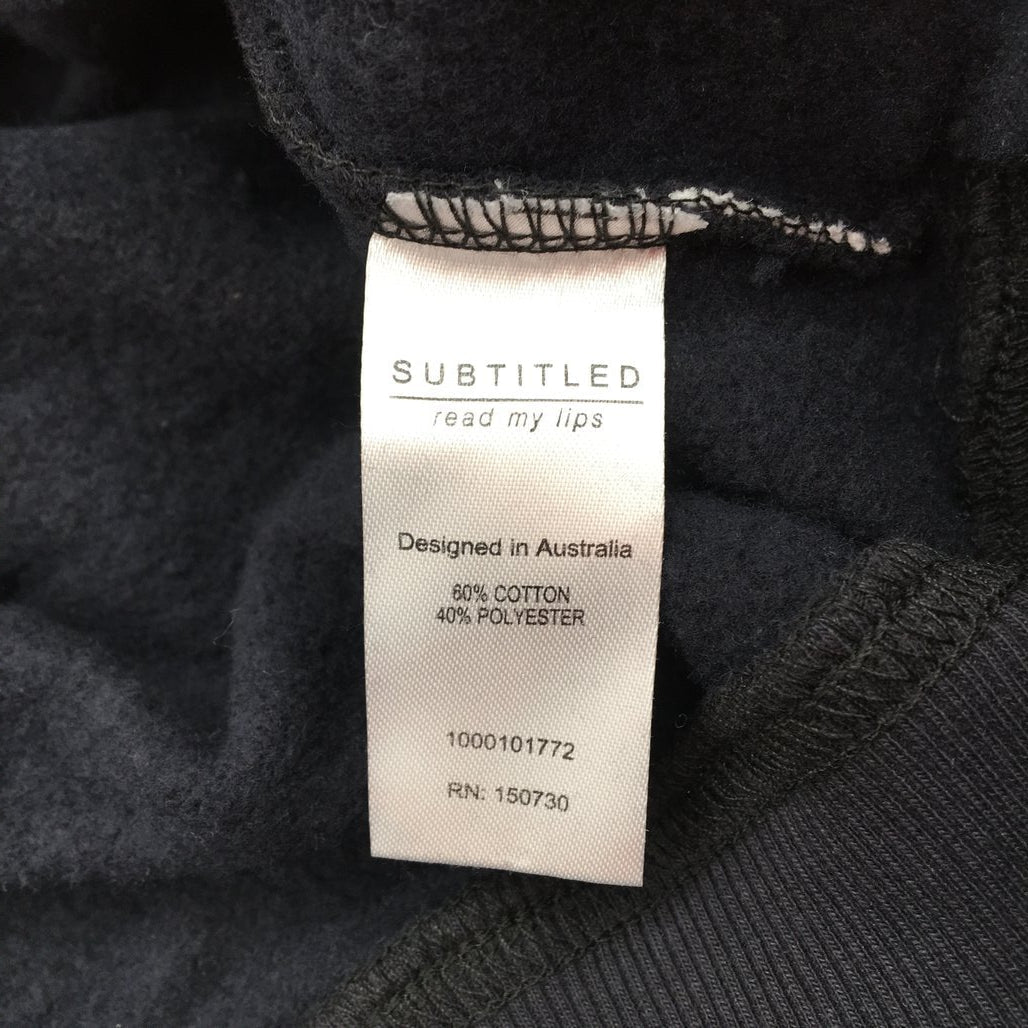 SUBTITLED
read my lips
Designed in Australia
60% COTTON
40% POLYESTER
1000101772
RN: 150730